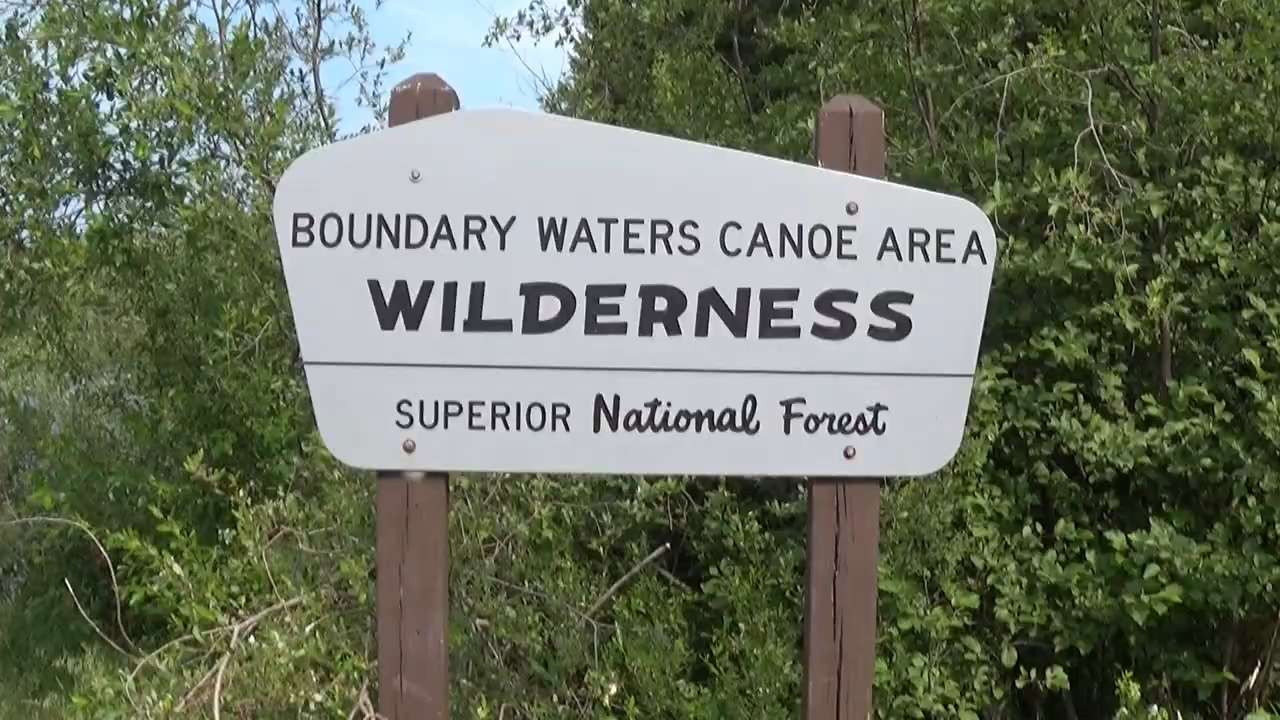 BOUNDARY WATERS CANOE AREA
WILDERNESS
SUPERIOR National Forest